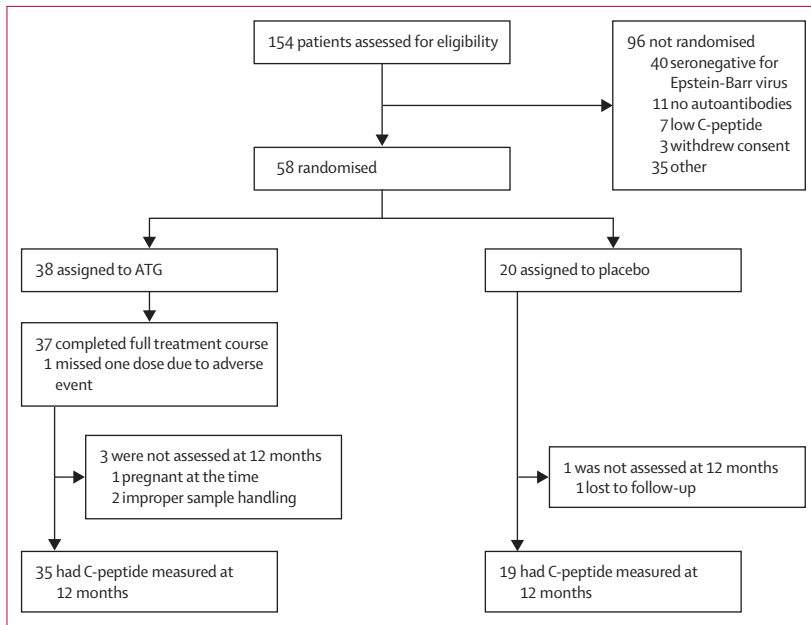 154 patients assessed for eligibility
96 not randomised
40 seronegative for
Epstein-Barr virus
11 no autoantibodies
7 low C-peptide
3 withdrew consent
35 other
58 randomised
38 assigned to ATG
20 assigned to placebo
37 completed full treatment course
1 missed one dose due to adverse
event
3 were not assessed at 12 months
1 pregnant at the time
2 improper sample handling
1 was not assessed at 12 months
1 lost to follow-up
35 had C-peptide measured at
12 months
19 had C-peptide measured at
12 months